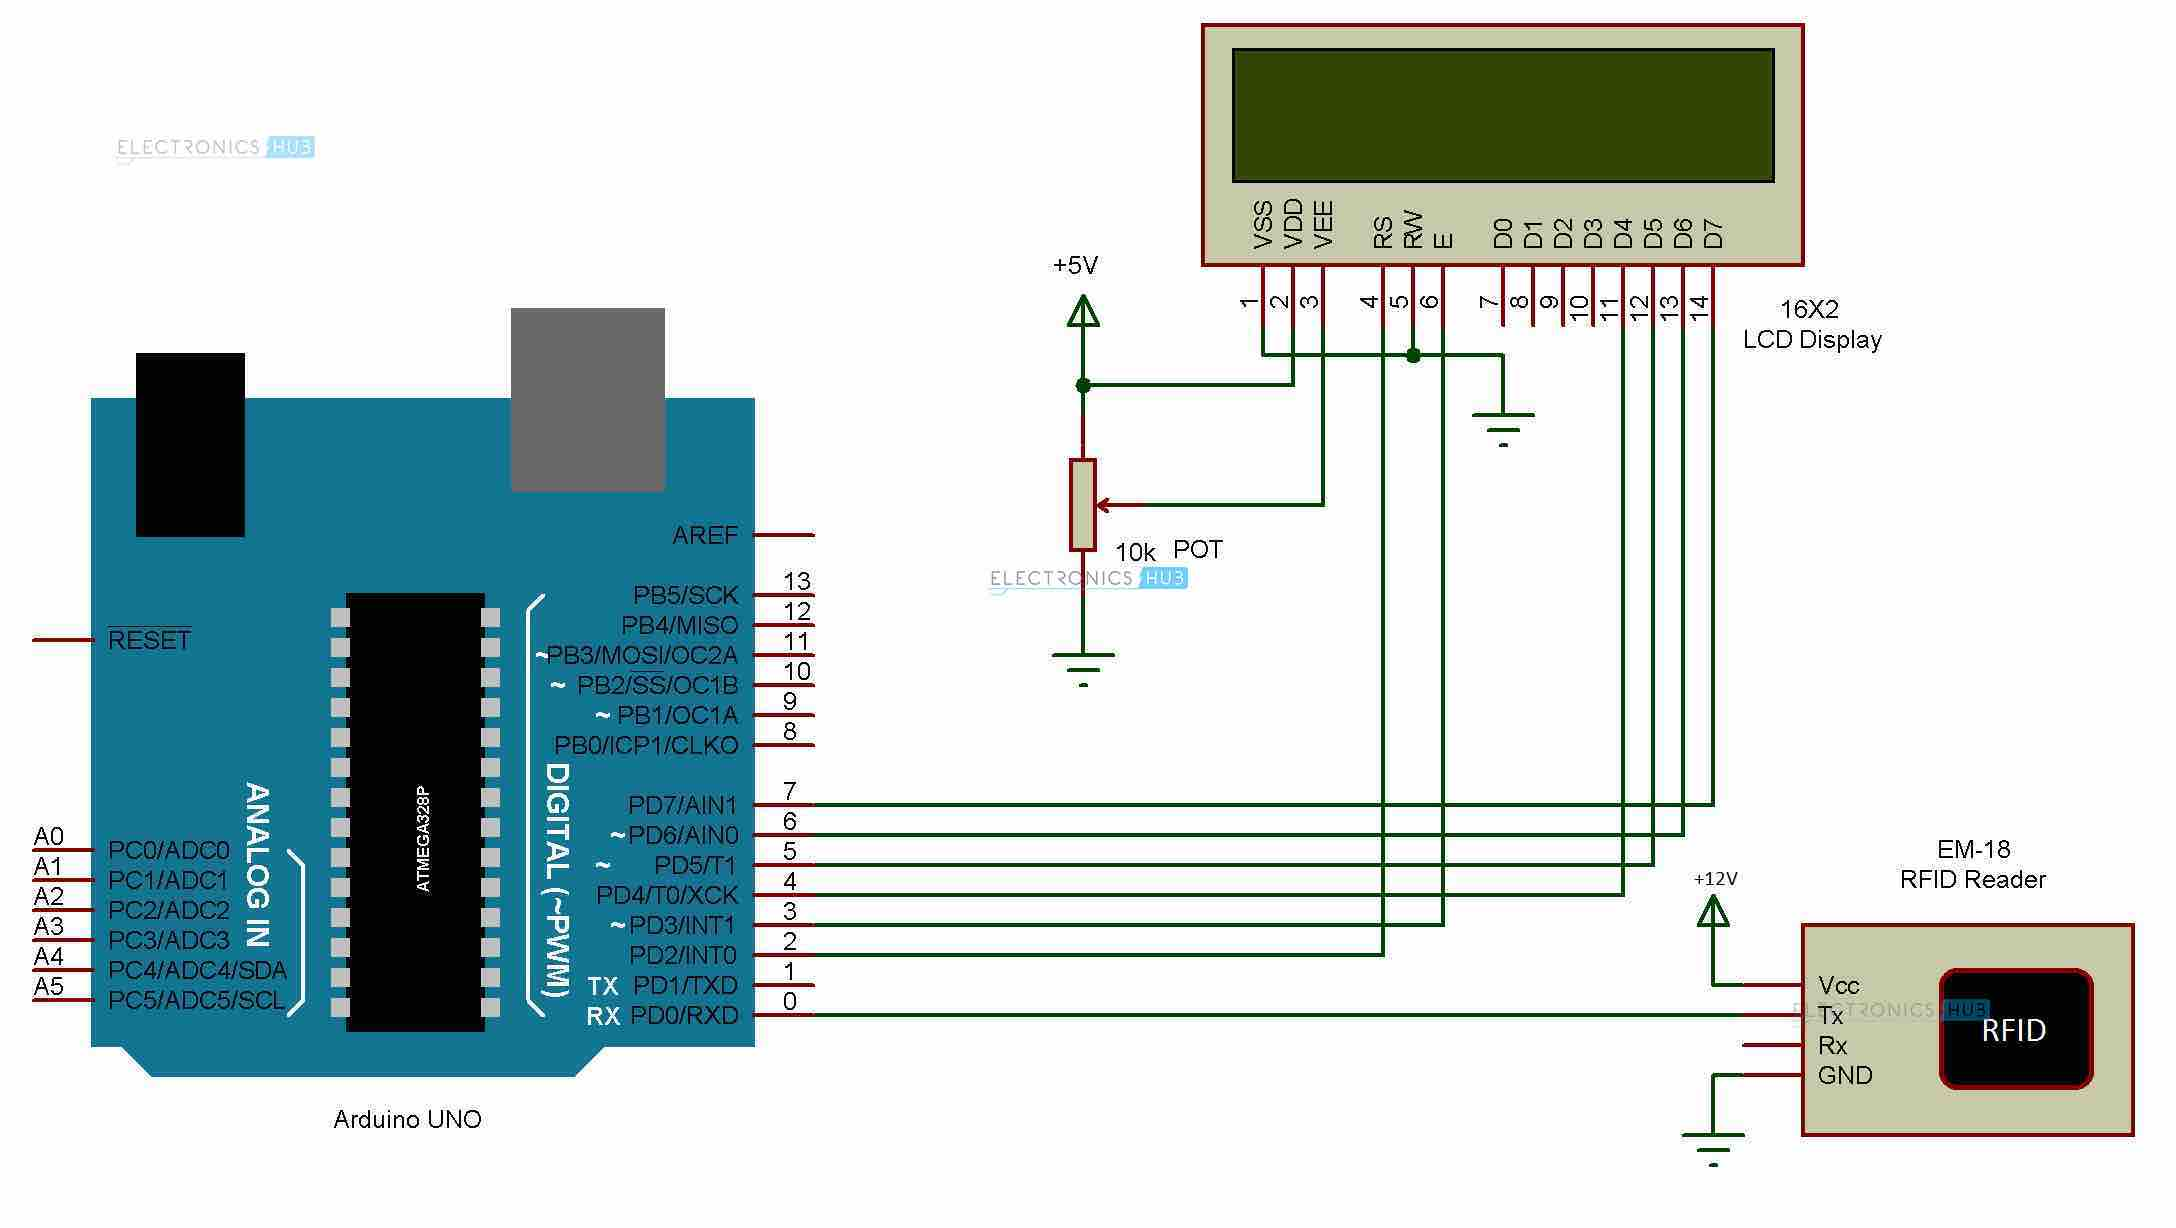 ELECTRONICS HUB
VSS
VDD
VEE
RS
RW
E
D0
D1
D2
D3
D4
D5
D6
D7
1
2
3
4
5
6
7
8
9
10
11
12
13
14
16X2
LCD Display
+5V
10k POT
ELECTRONICS HUB
AREF
PB5/SCK 13
PB4/MISO 12
~PB3/MOSI/OC2A 11
~ PB2/SS/OC1B 10
~ PB1/OC1A 9
PB0/ICP1/CLKO 8
PD7/AIN1 7
~PD6/AIN0 6
~ PD5/T1 5
PD4/T0/XCK 4
~PD3/INT1 3
PD2/INT0 2
TX PD1/TXD 1
RX PD0/RXD 0
RESET
A0 PC0/ADC0
A1 PC1/ADC1
A2 PC2/ADC2
A3 PC3/ADC3
A4 PC4/ADC4/SDA
A5 PC5/ADC5/SCL
ANALOG IN
ATMEGA328P
DIGITAL (~PWM)
Arduino UNO
EM-18
RFID Reader
+12V
Vcc
Tx
Rx
GND
ELECTRONICS HUB
RFID